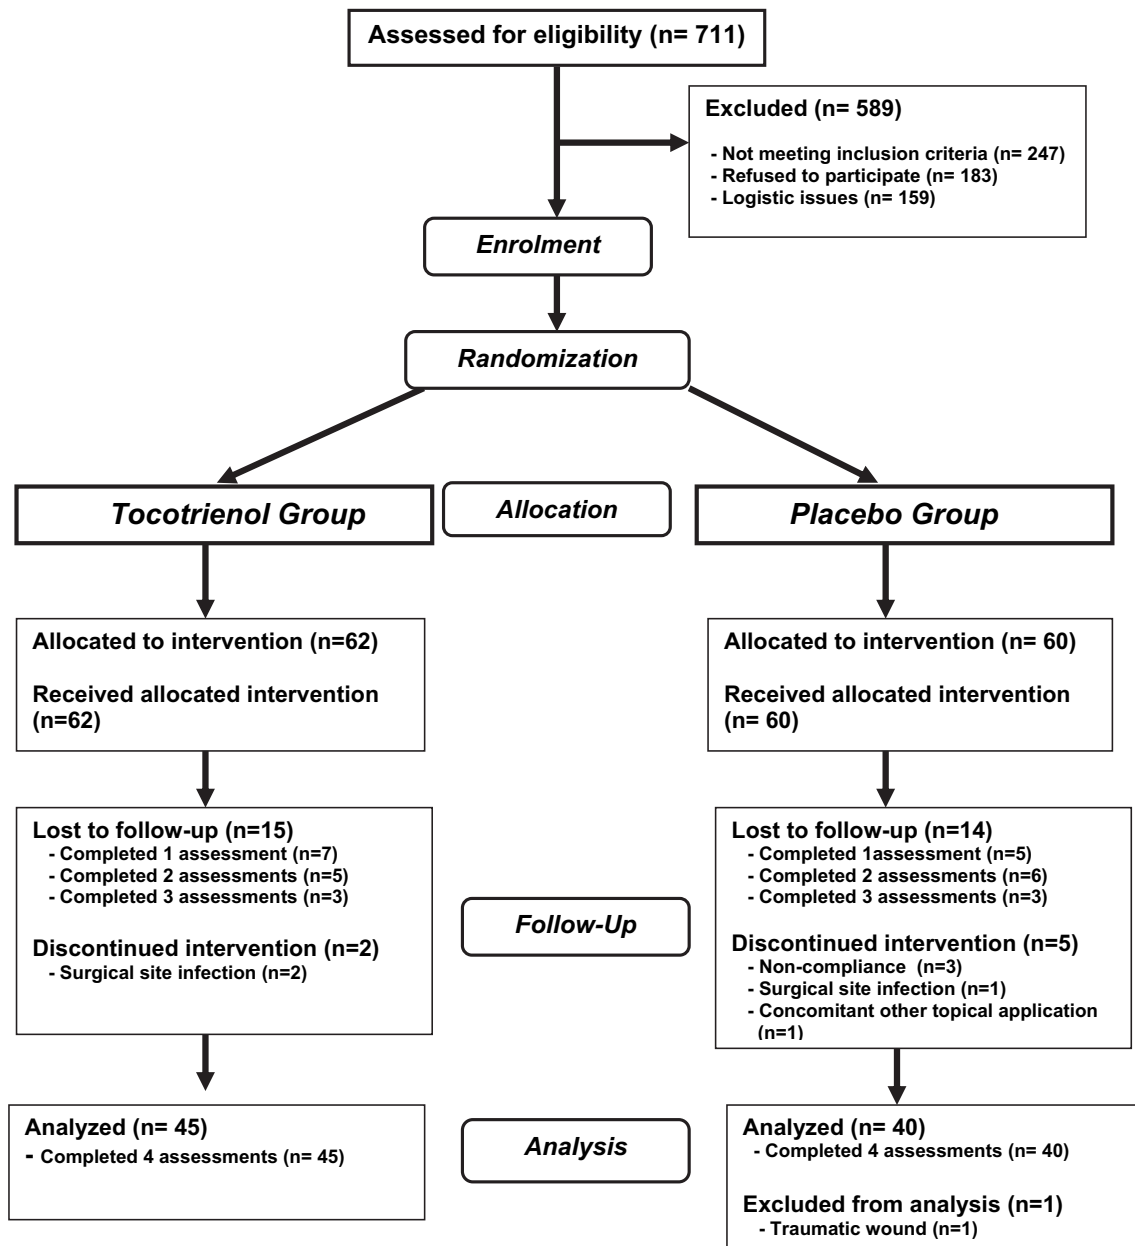 Assessed for eligibility (n= 711)
Excluded (n= 589)
- Not meeting inclusion criteria (n= 247)
- Refused to participate (n= 183)
- Logistic issues (n= 159)
Enrolment
Randomization
Tocotrienol Group
Allocation
Placebo Group
Allocated to intervention (n=62)
Received allocated intervention
(n=62)
Allocated to intervention (n= 60)
Received allocated intervention
(n= 60)
Lost to follow-up (n=15)
- Completed 1 assessment (n=7)
- Completed 2 assessments (n=5)
- Completed 3 assessments (n=3)
Discontinued intervention (n=2)
- Surgical site infection (n=2)
Follow-Up
Lost to follow-up (n=14)
- Completed 1assessment (n=5)
- Completed 2 assessments (n=6)
- Completed 3 assessments (n=3)
Discontinued intervention (n=5)
- Non-compliance (n=3)
- Surgical site infection (n=1)
- Concomitant other topical application
(n=1)
Analyzed (n= 45)
- Completed 4 assessments (n= 45)
Analysis
Analyzed (n= 40)
- Completed 4 assessments (n= 40)
Excluded from analysis (n=1)
- Traumatic wound (n=1)